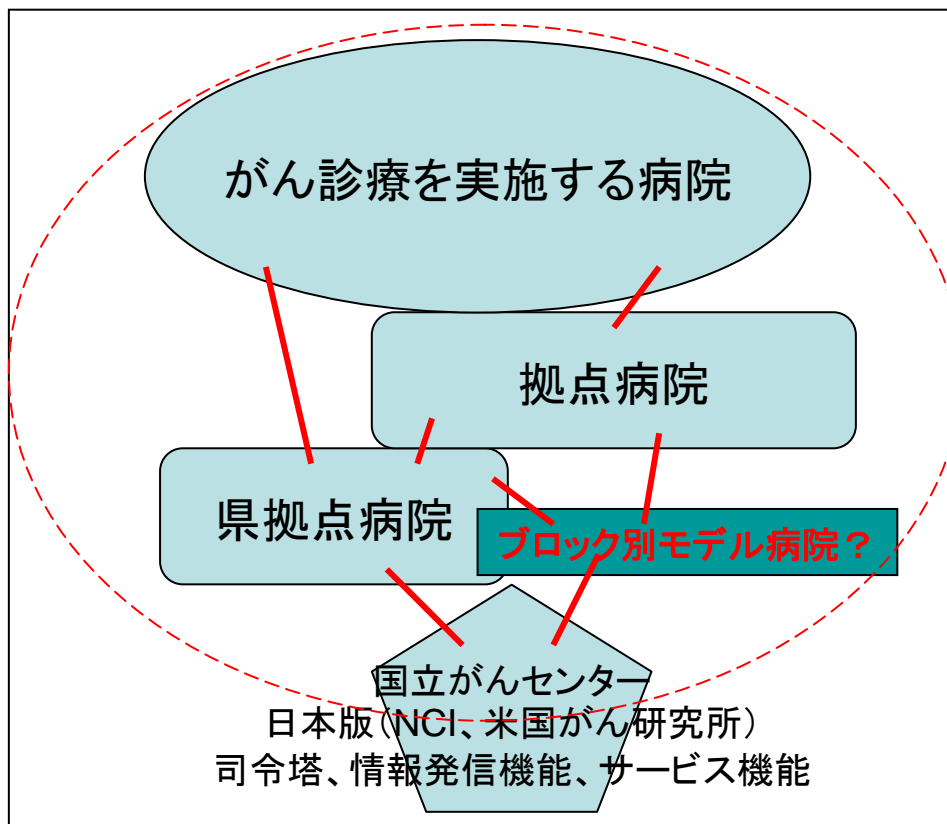 がん診療を実施する病院
拠点病院
県拠点病院
ブロック別モデル病院？
国立がんセンター
日本版(NCI、米国がん研究所)
司令塔、情報発信機能、サービス機能